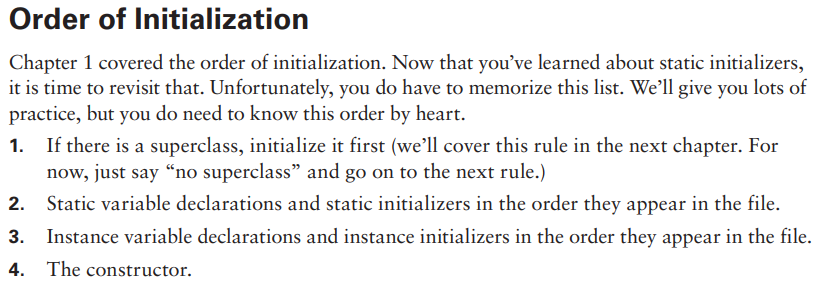 Order of Initialization
Chapter 1 covered the order of initialization. Now that you’ve learned about static initializers,
it is time to revisit that. Unfortunately, you do have to memorize this list. We’ll give you lots of
practice, but you do need to know this order by heart.
1. If there is a superclass, initialize it first (we’ll cover this rule in the next chapter. For
now, just say “no superclass” and go on to the next rule.)
2. Static variable declarations and static initializers in the order they appear in the file.
3. Instance variable declarations and instance initializers in the order they appear in the file.
4. The constructor.